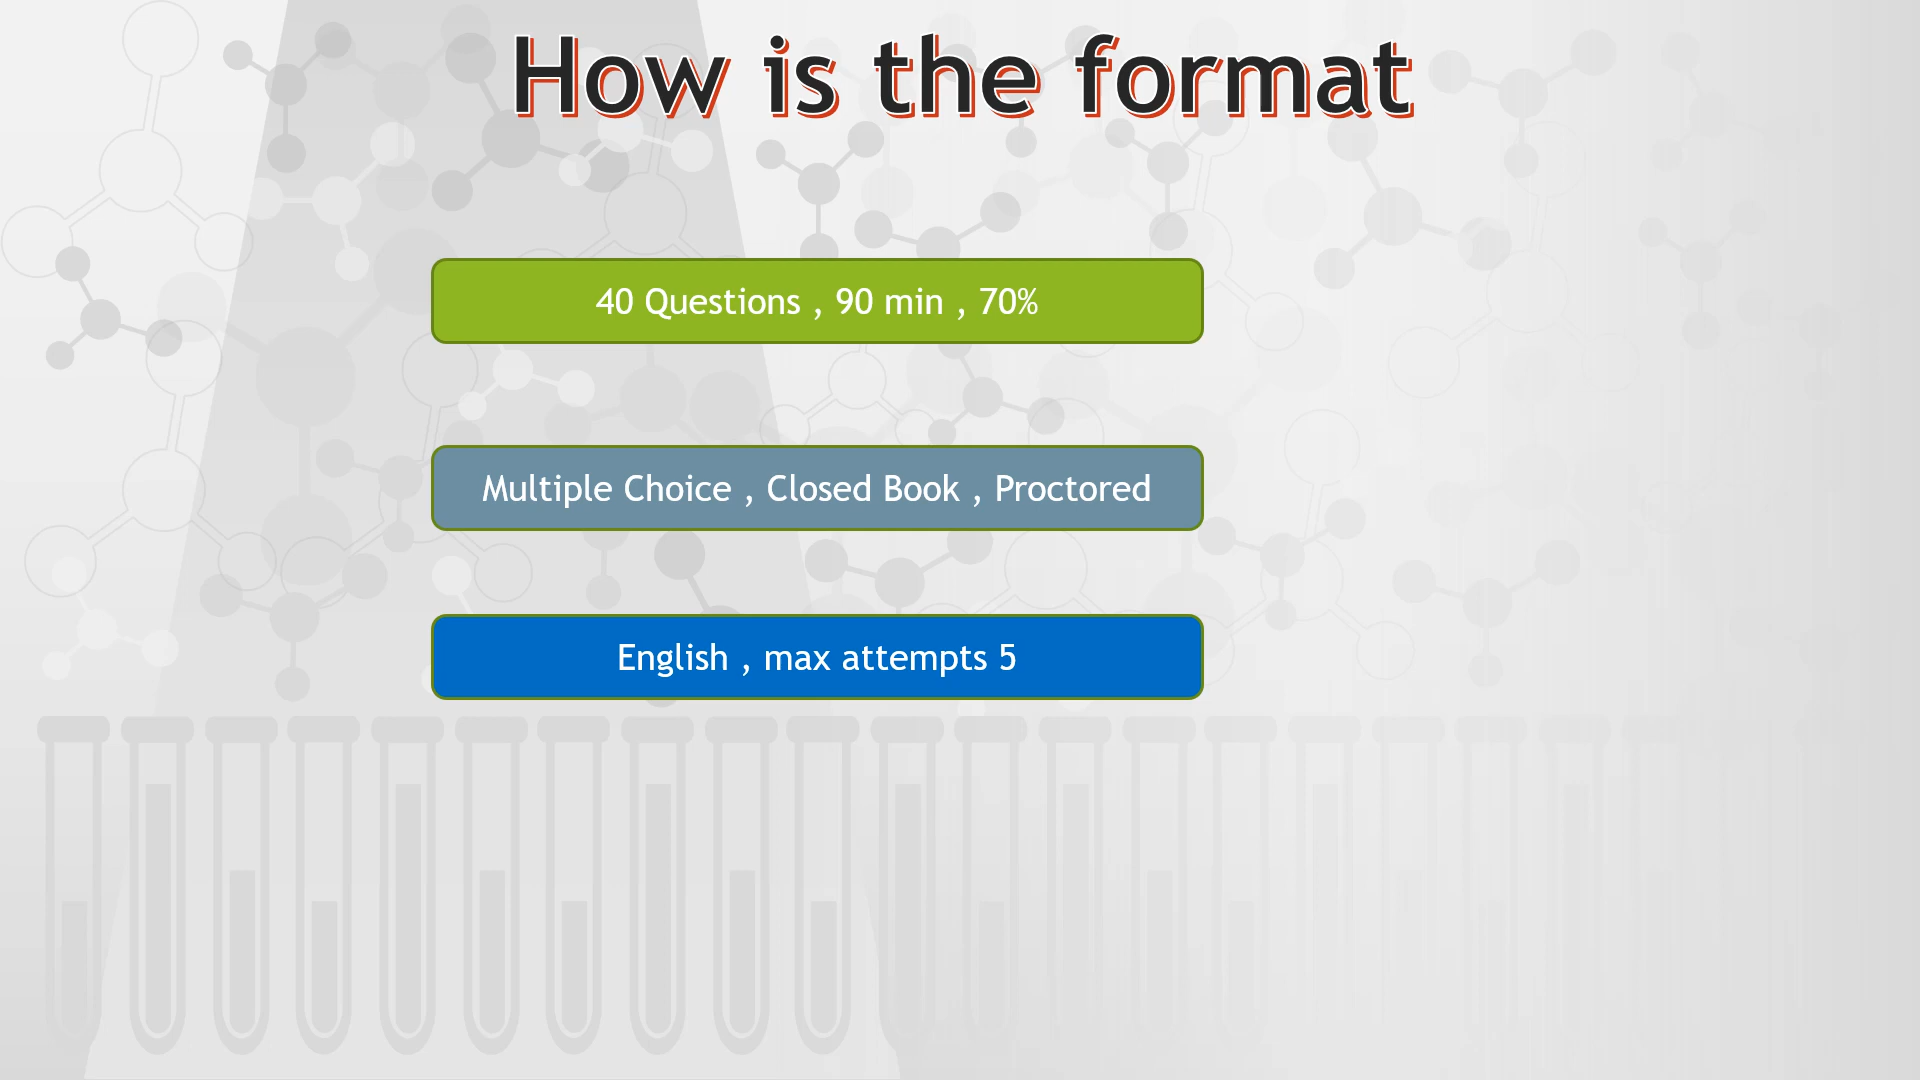 How is the format
40 Questions , 90 min , 70%
Multiple Choice , Closed Book , Proctored
English , max attempts 5